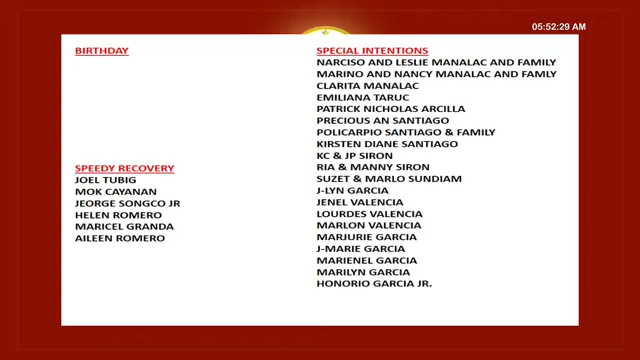 05:52:29 AM
BIRTHDAY
SPEEDY RECOVERY
JOEL TUBIG
MOK CAYANAN
JEORGE SONGCO JR
HELEN ROMERO
MARICEL GRANDA
AILEEN ROMERO
SPECIAL INTENTIONS
NARCISO AND LESLIE MANALAC AND FAMILY
MARINO AND NANCY MANALAC AND FAMLY
CLARITA MANALAC
EMILIANA TARUC
PATRICK NICHOLAS ARCILLA
PRECIOUS AN SANTIAGO
POLICARPIO SANTIAGO & FAMILY
KIRSTEN DIANE SANTIAGO
KC & JP SIRON
RIA & MANNY SIRON
SUZET & MARLO SUNDIAM
J-LYN GARCIA
JENEL VALENCIA
LOURDES VALENCIA
MARLON VALENCIA
MARJURIE GARCIA
J-MARIE GARCIA
MARIENEL GARCIA
MARILYN GARCIA
HONORIO GARCIA JR.